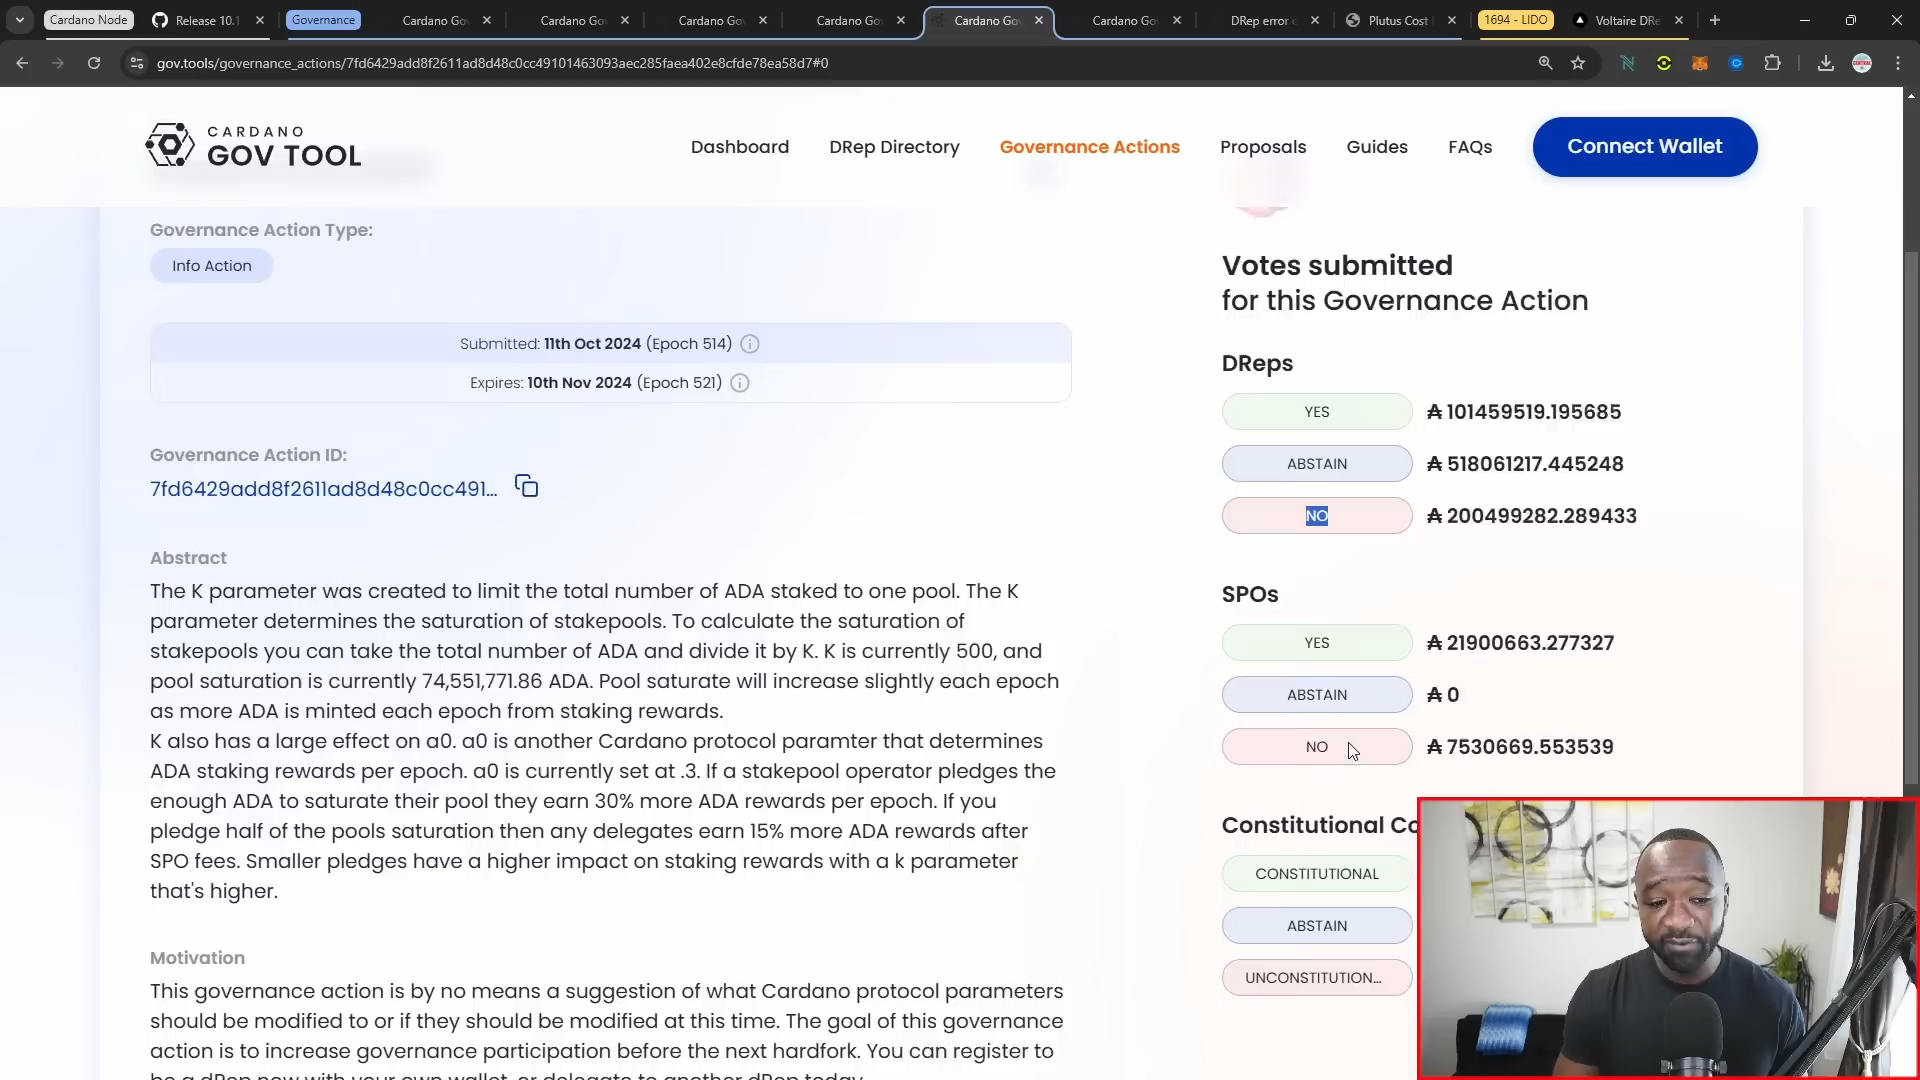 Cardano Node
Release 10.1
Governance
Cardano Go
Cardano Go
Cardano Go
Cardano Go
Cardano Go
Cardano Go
DRep error
Plutus Cost
1694 - LIDO
Voltaire DRe
gov.tools/governance_actions/7fd6429add8f2611ad8d48c0cc49101463093aec285faea402e8cfde78ea58d7#0
CARDANO
GOV TOOL
Dashboard
DRep Directory
Governance Actions
Proposals
Guides
FAQs
Connect Wallet
Governance Action Type:
Info Action
Submitted: 11th Oct 2024 (Epoch 514)
Expires: 10th Nov 2024 (Epoch 521)
Governance Action ID:
7fd6429add8f2611ad8d48c0cc491...
Abstract
The K parameter was created to limit the total number of ADA staked to one pool. The K
parameter determines the saturation of stakepools. To calculate the saturation of
stakepools you can take the total number of ADA and divide it by K. K is currently 500, and
pool saturation is currently 74,551,771.86 ADA. Pool saturate will increase slightly each epoch
as more ADA is minted each epoch from staking rewards.
K also has a large effect on a0. a0 is another Cardano protocol paramter that determines
ADA staking rewards per epoch. a0 is currently set at .3. If a stakepool operator pledges the
enough ADA to saturate their pool they earn 30% more ADA rewards per epoch. If you
pledge half of the pools saturation then any delegates earn 15% more ADA rewards after
SPO fees. Smaller pledges have a higher impact on staking rewards with a k parameter
that's higher.
Motivation
This governance action is by no means a suggestion of what Cardano protocol parameters
should be modified to or if they should be modified at this time. The goal of this governance
action is to increase governance participation before the next hardfork. You can register to
be a dRep now with your own wallet, or delegate to another dRep today.
Votes submitted
for this Governance Action
DReps
YES ₳ 101459519.195685
ABSTAIN ₳ 518061217.445248
NO ₳ 200499282.289433
SPOs
YES ₳ 21900663.277327
ABSTAIN ₳ 0
NO ₳ 7530669.553539
Constitutional Co
CONSTITUTIONAL
ABSTAIN
UNCONSTITUTION...